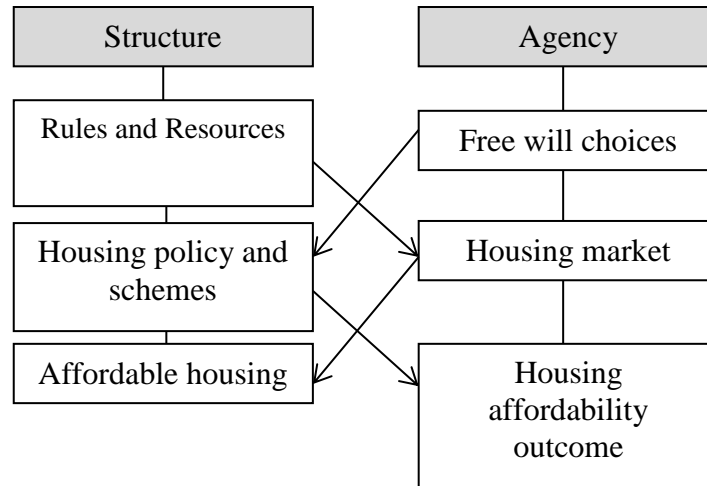 Structure
Agency
Rules and Resources
Free will choices
Housing policy and
schemes
Housing market
Affordable housing
Housing
affordability
outcome